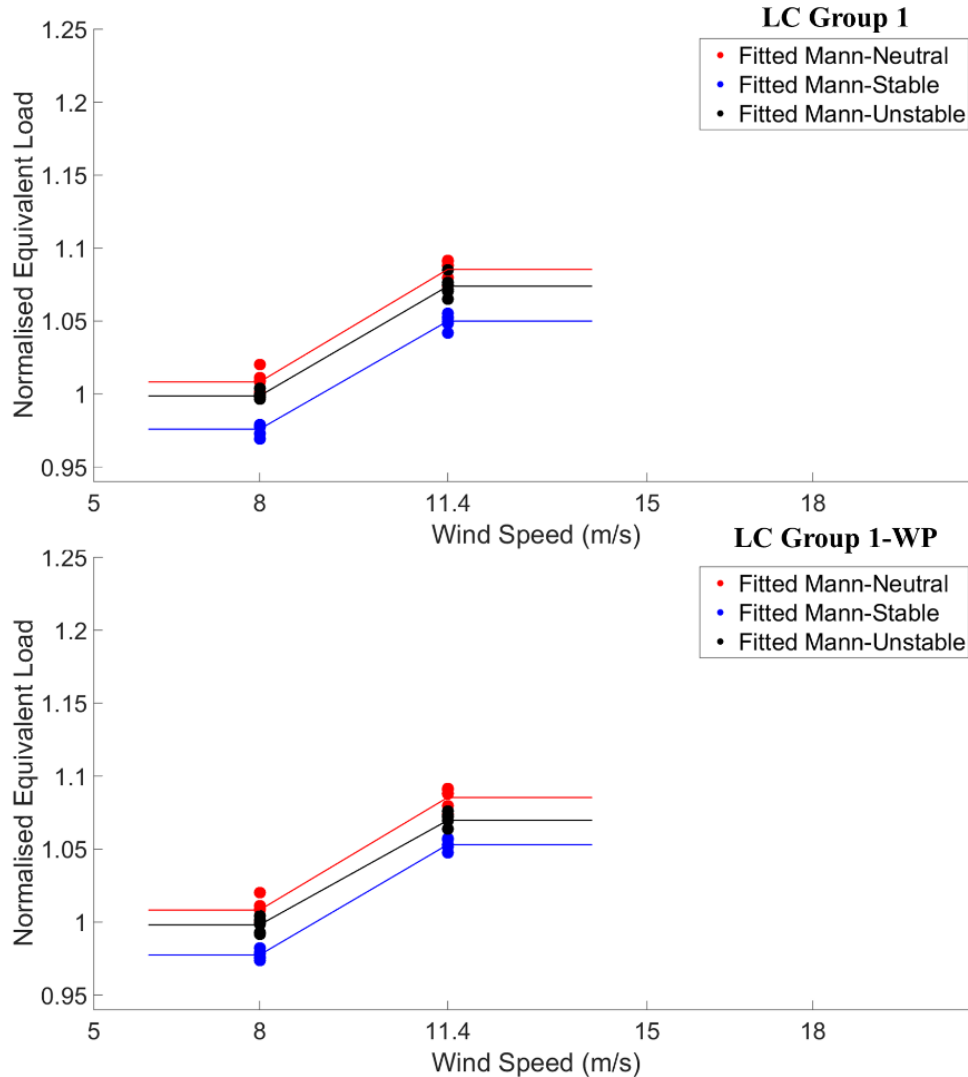 LC Group 1
Fitted Mann-Neutral
Fitted Mann-Stable
Fitted Mann-Unstable
Normalised Equivalent Load
1.25
1.2
1.15
1.1
1.05
1
0.95
5 8 11.4 15 18
Wind Speed (m/s)
LC Group 1-WP
Fitted Mann-Neutral
Fitted Mann-Stable
Fitted Mann-Unstable
Normalised Equivalent Load
1.25
1.2
1.15
1.1
1.05
1
0.95
5 8 11.4 15 18
Wind Speed (m/s)